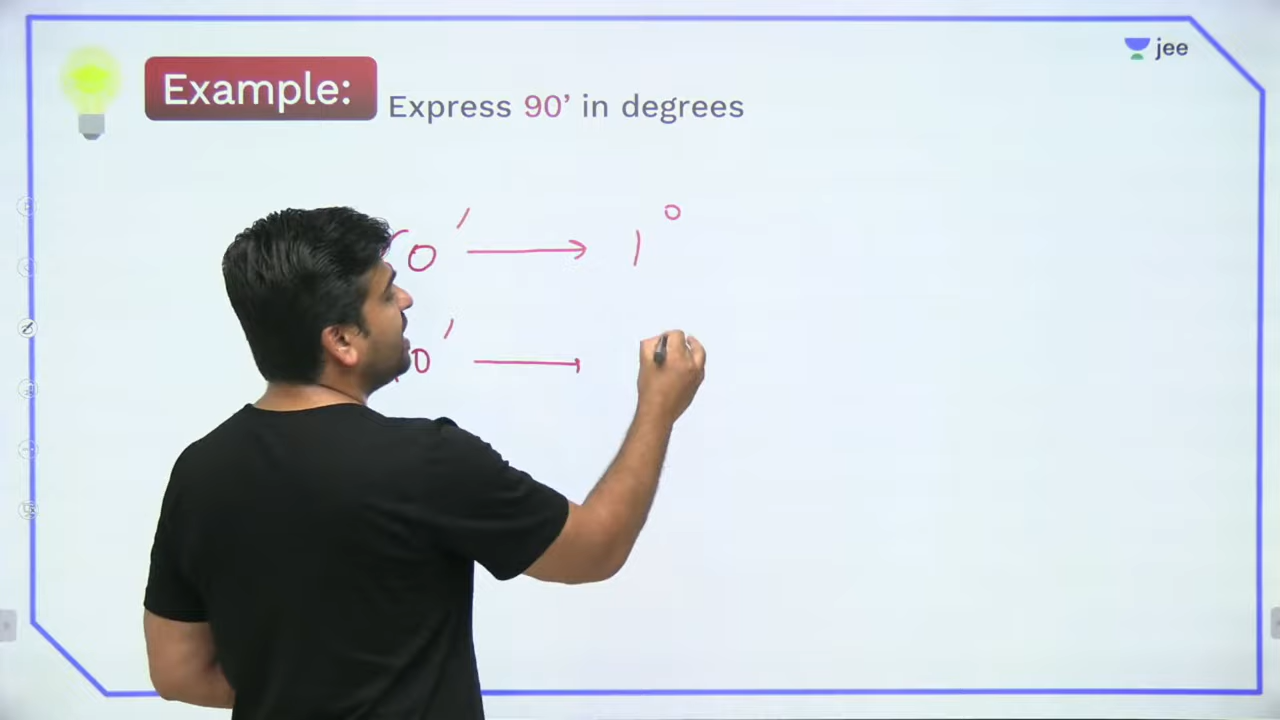 jee
Example: Express 90’ in degrees
0′ → 1°
0′